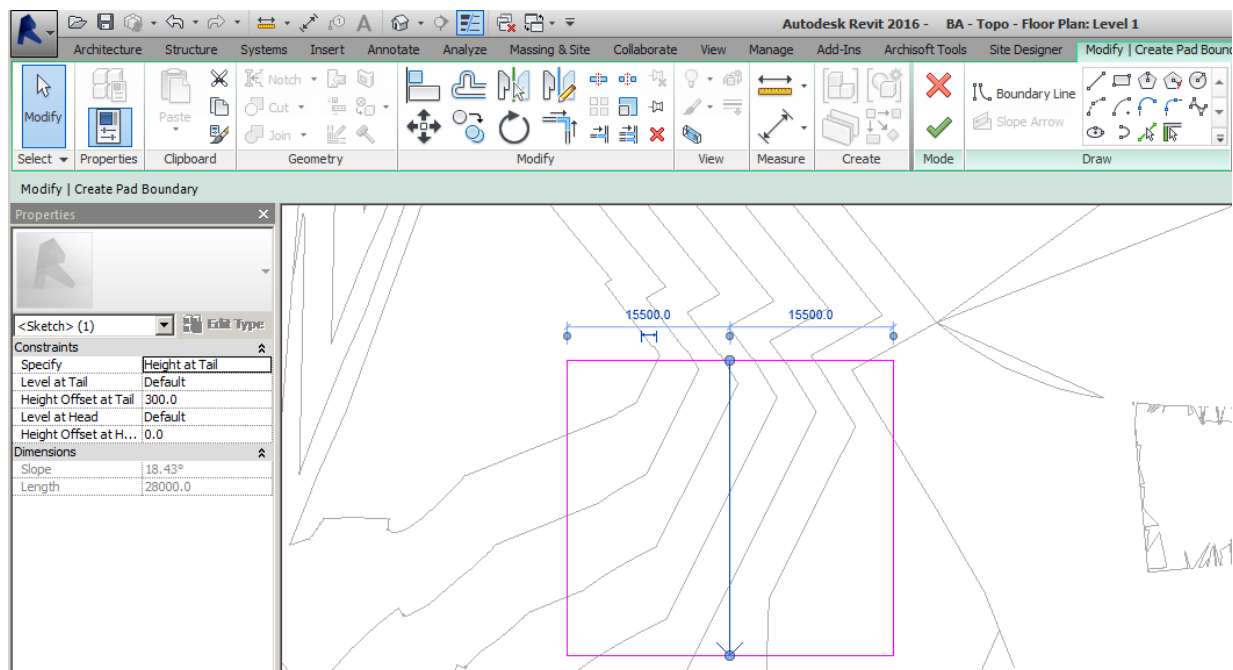 Autodesk Revit 2016 - BA - Topo - Floor Plan: Level 1
Architecture Structure Systems Insert Annotate Analyze Massing & Site Collaborate View Manage Add-Ins Archisoft Tools Site Designer Modify | Create Pad Bound
Modify
Paste
Notch
Cut
Join
Boundary Line
Slope Arrow
Select Properties Clipboard Geometry Modify View Measure Create Mode Draw
Modify | Create Pad Boundary
Properties
<Sketch> (1) Edit Type
Constraints
Specify Height at Tail
Level at Tail Default
Height Offset at Tail 300.0
Level at Head Default
Height Offset at H... 0.0
Dimensions
Slope 18.43°
Length 28000.0
15500.0 15500.0